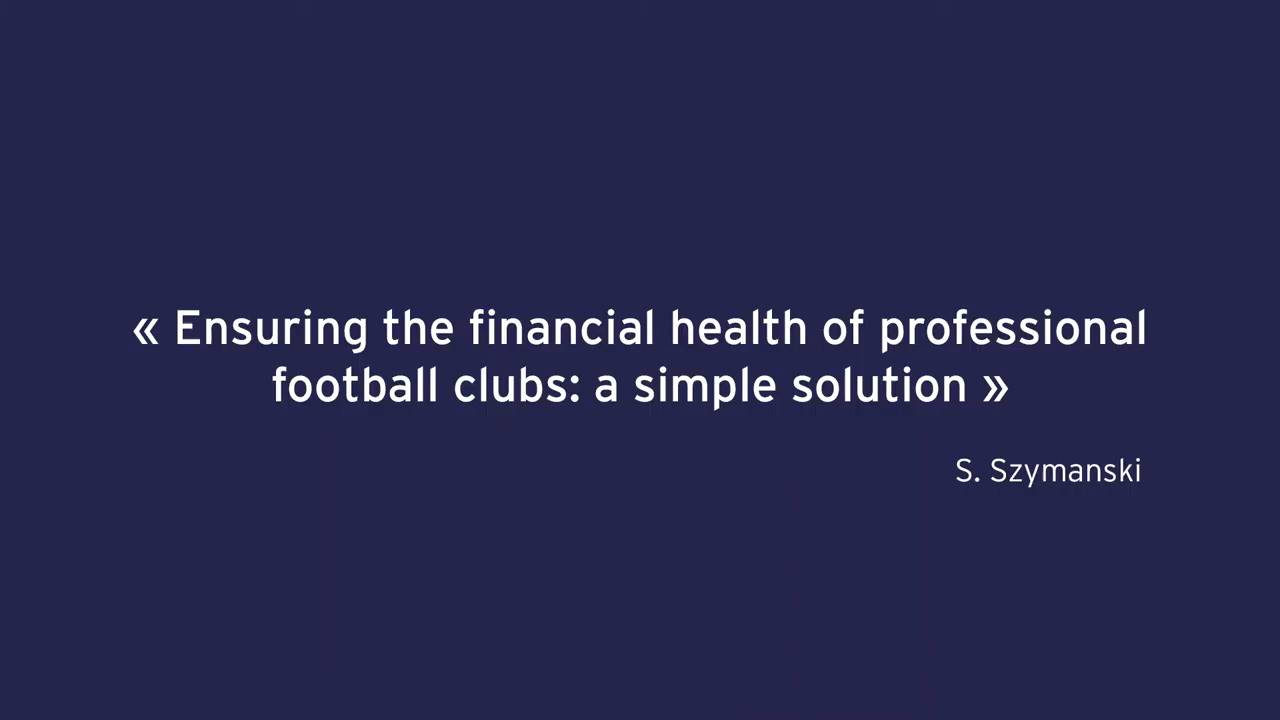 « Ensuring the financial health of professional
football clubs: a simple solution »
S. Szymanski